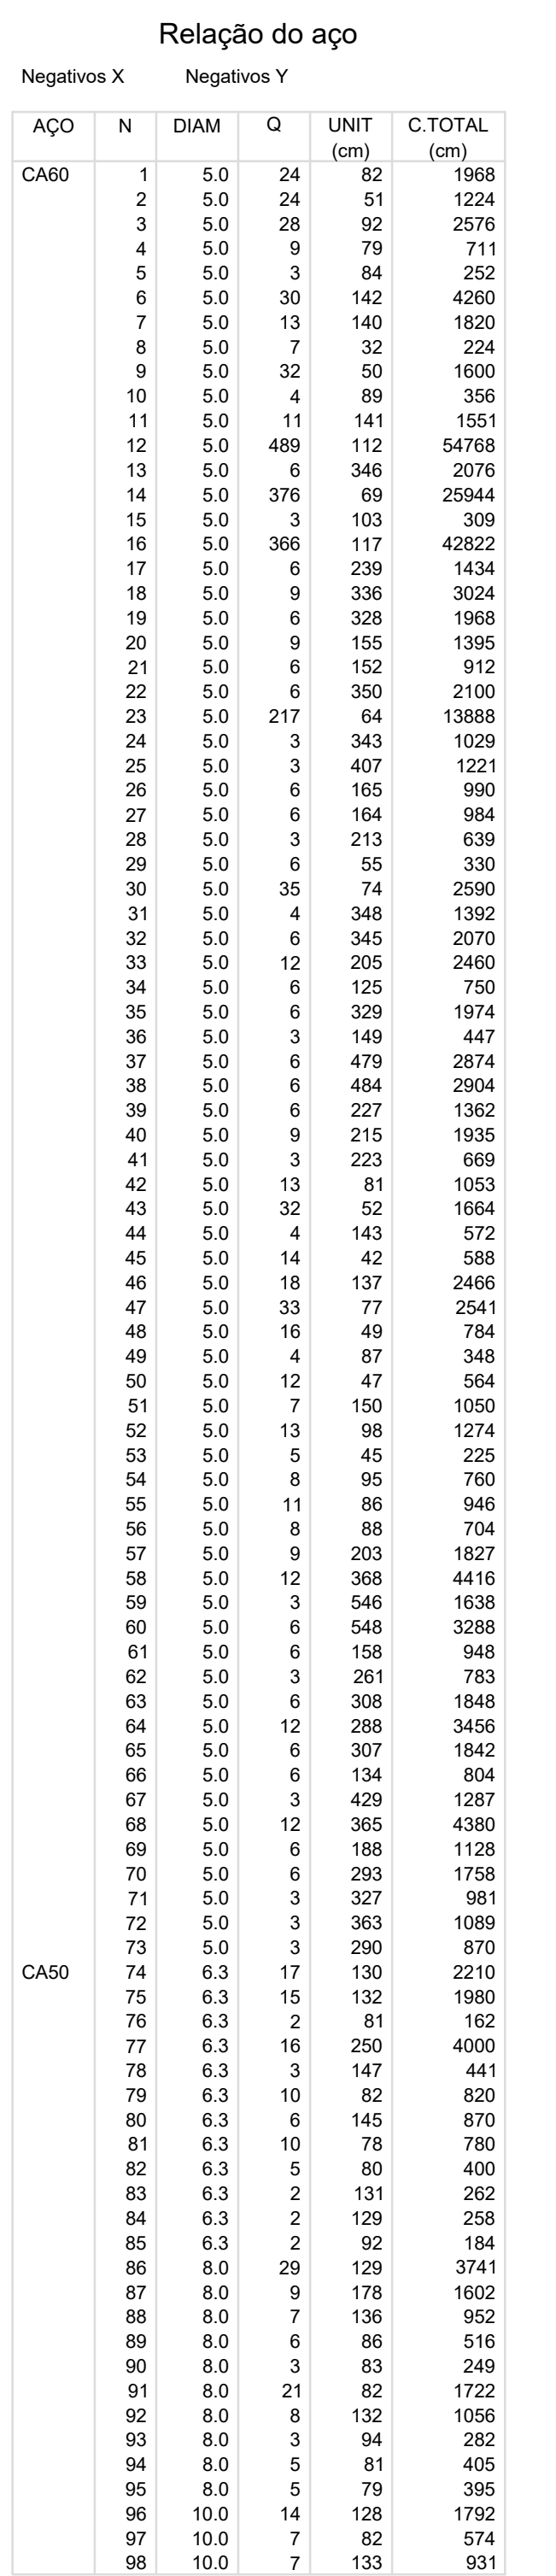 Relação do aço
Negativos X Negativos Y
AÇO N DIAM Q UNIT C.TOTAL
(cm) (cm)
CA60 1 5.0 24 82 1968
2 5.0 24 51 1224
3 5.0 28 92 2576
4 5.0 9 79 711
5 5.0 3 84 252
6 5.0 30 142 4260
7 5.0 13 140 1820
8 5.0 7 32 224
9 5.0 32 50 1600
10 5.0 4 89 356
11 5.0 11 141 1551
12 5.0 489 112 54768
13 5.0 6 346 2076
14 5.0 376 69 25944
15 5.0 3 103 309
16 5.0 366 117 42822
17 5.0 6 239 1434
18 5.0 9 336 3024
19 5.0 6 328 1968
20 5.0 9 155 1395
21 5.0 6 152 912
22 5.0 6 350 2100
23 5.0 217 64 13888
24 5.0 3 343 1029
25 5.0 3 407 1221
26 5.0 6 165 990
27 5.0 6 164 984
28 5.0 3 213 639
29 5.0 6 55 330
30 5.0 35 74 2590
31 5.0 4 348 1392
32 5.0 6 345 2070
33 5.0 12 205 2460
34 5.0 6 125 750
35 5.0 6 329 1974
36 5.0 3 149 447
37 5.0 6 479 2874
38 5.0 6 484 2904
39 5.0 6 227 1362
40 5.0 9 215 1935
41 5.0 3 223 669
42 5.0 13 81 1053
43 5.0 32 52 1664
44 5.0 4 143 572
45 5.0 14 42 588
46 5.0 18 137 2466
47 5.0 33 77 2541
48 5.0 16 49 784
49 5.0 4 87 348
50 5.0 12 47 564
51 5.0 7 150 1050
52 5.0 13 98 1274
53 5.0 5 45 225
54 5.0 8 95 760
55 5.0 11 86 946
56 5.0 8 88 704
57 5.0 9 203 1827
58 5.0 12 368 4416
59 5.0 3 546 1638
60 5.0 6 548 3288
61 5.0 6 158 948
62 5.0 3 261 783
63 5.0 6 308 1848
64 5.0 12 288 3456
65 5.0 6 307 1842
66 5.0 6 134 804
67 5.0 3 429 1287
68 5.0 12 365 4380
69 5.0 6 188 1128
70 5.0 6 293 1758
71 5.0 3 327 981
72 5.0 3 363 1089
73 5.0 3 290 870
CA50 74 6.3 17 130 2210
75 6.3 15 132 1980
76 6.3 2 81 162
77 6.3 16 250 4000
78 6.3 3 147 441
79 6.3 10 82 820
80 6.3 6 145 870
81 6.3 10 78 780
82 6.3 5 80 400
83 6.3 2 131 262
84 6.3 2 129 258
85 6.3 2 92 184
86 8.0 29 129 3741
87 8.0 9 178 1602
88 8.0 7 136 952
89 8.0 6 86 516
90 8.0 3 83 249
91 8.0 21 82 1722
92 8.0 8 132 1056
93 8.0 3 94 282
94 8.0 5 81 405
95 8.0 5 79 395
96 10.0 14 128 1792
97 10.0 7 82 574
98 10.0 7 133 931